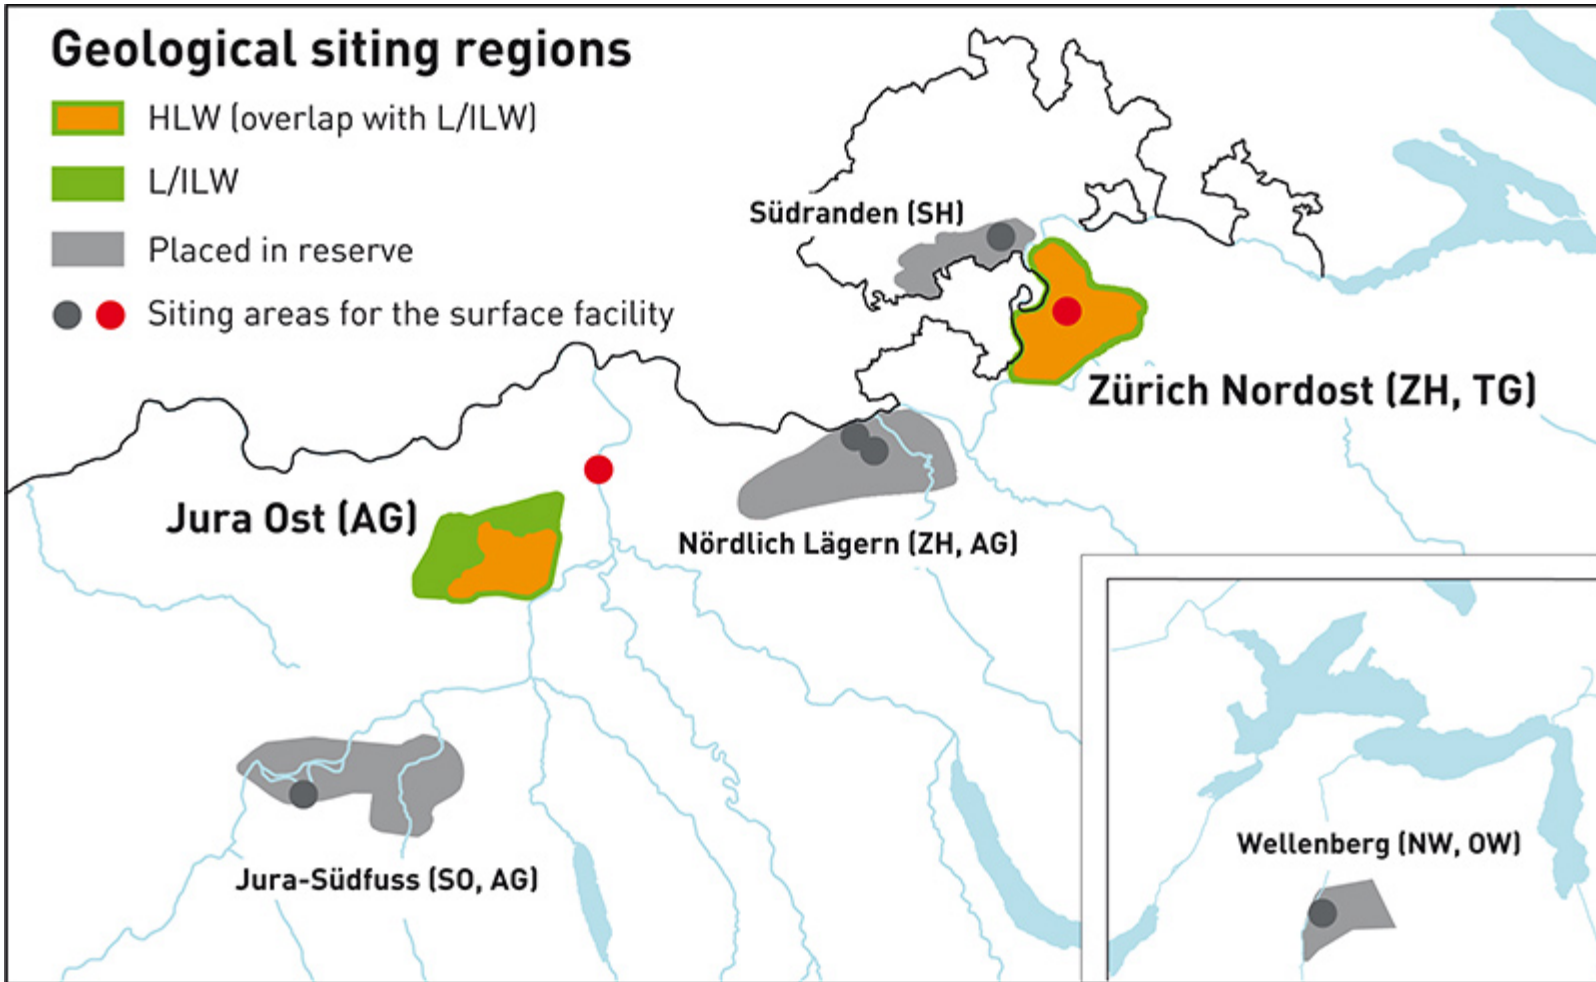 Geological siting regions
HLW (overlap with L/ILW)
L/ILW
Placed in reserve
Siting areas for the surface facility
Südranden (SH)
Zürich Nordost (ZH, TG)
Jura Ost (AG)
Nördlich Lägern (ZH, AG)
Wellenberg (NW, OW)
Jura-Südfuss (SO, AG)